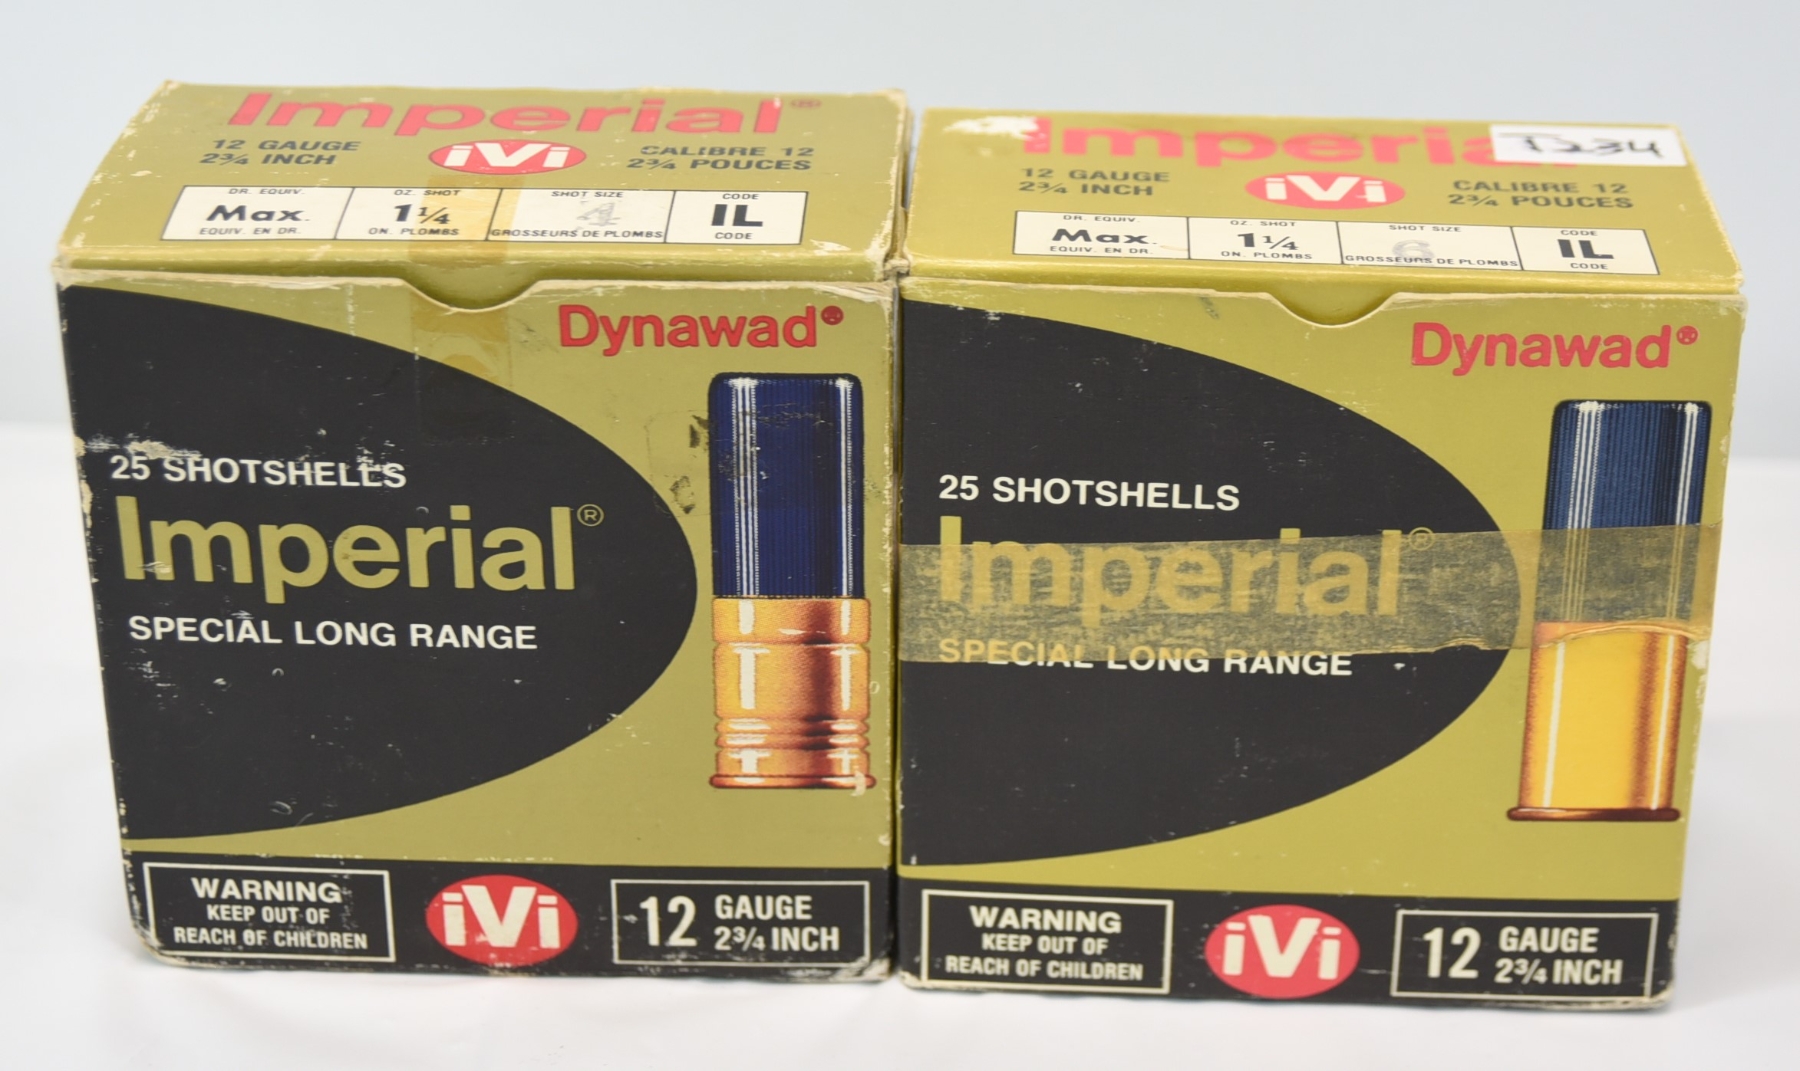 Imperial®
12 GAUGE
2¾ INCH
iVi
CALIBRE 12
2¾ POUCES
DR. EQUIV.
Max.
EQUIV. EN DR.
OZ. SHOT
1¼
ON. PLOMBS
SHOT SIZE
4
GROSSEURS DE PLOMBS
CODE
IL
CODE
Dynawad®
25 SHOTSHELLS
Imperial®
SPECIAL LONG RANGE
WARNING
KEEP OUT OF
REACH OF CHILDREN
iVi
12 GAUGE
2¾ INCH
Imperial
12 GAUGE
2¾ INCH
iVi
CALIBRE 12
2¾ POUCES
DR. EQUIV.
Max.
EQUIV. EN DR.
OZ. SHOT
1¼
ON. PLOMBS
SHOT SIZE
6
GROSSEURS DE PLOMBS
CODE
IL
CODE
Dynawad®
25 SHOTSHELLS
Imperial®
SPECIAL LONG RANGE
WARNING
KEEP OUT OF
REACH OF CHILDREN
iVi
12 GAUGE
2¾ INCH